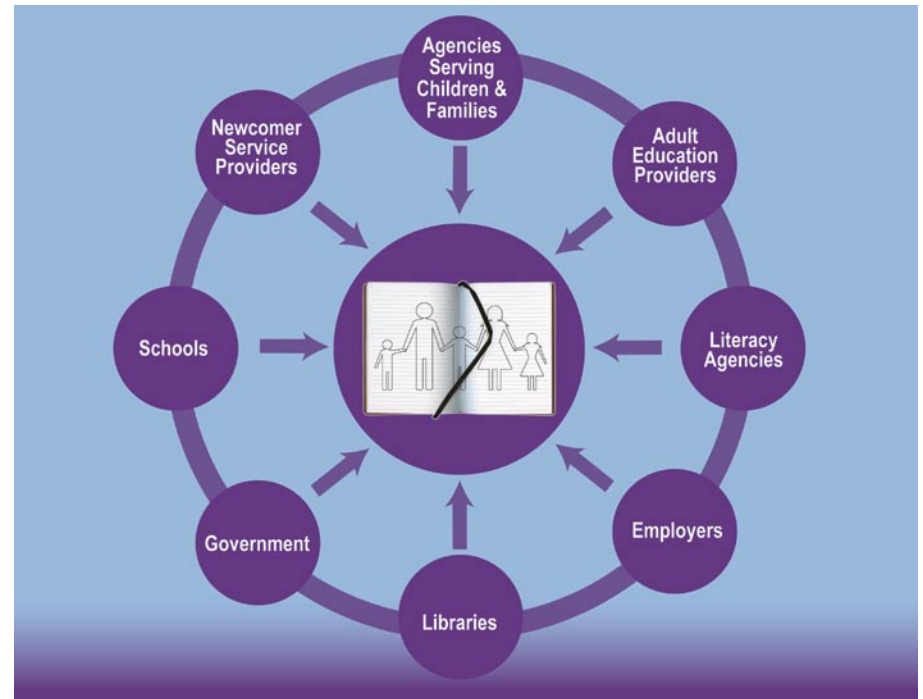 Agencies
Serving
Children &
Families
Adult
Education
Providers
Literacy
Agencies
Employers
Libraries
Government
Schools
Newcomer
Service
Providers